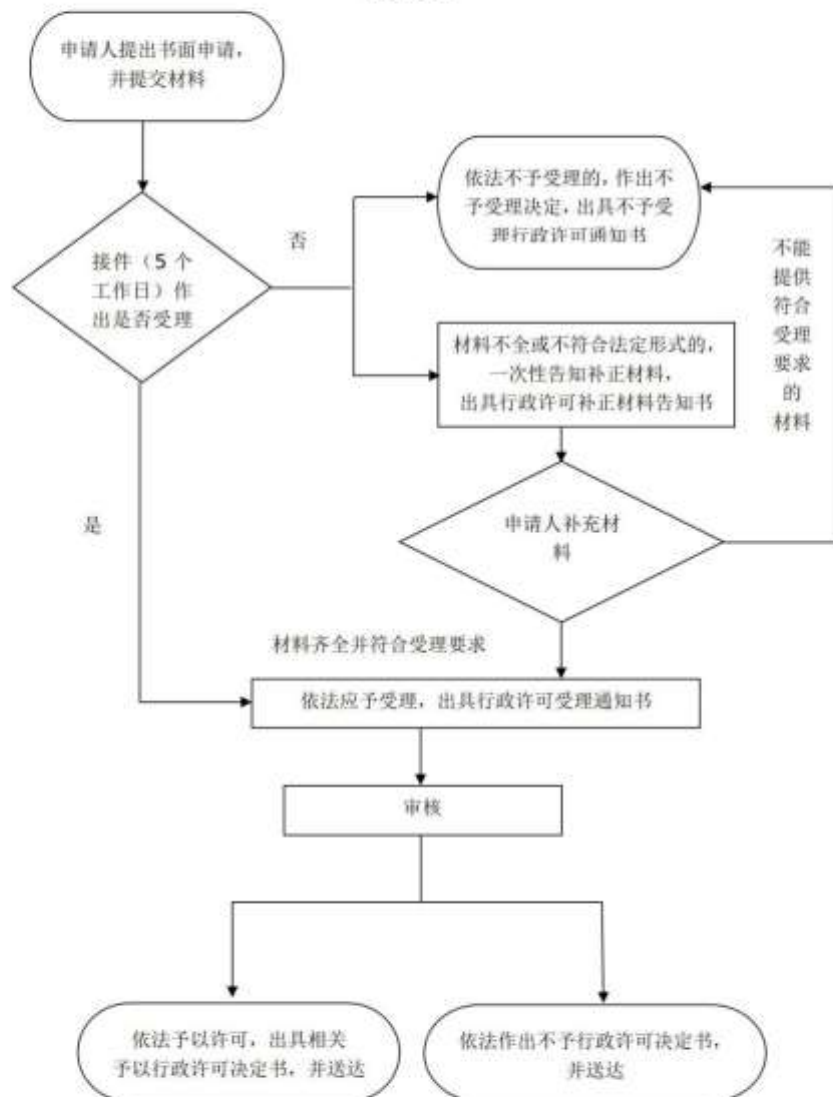 申请人提出书面申请，
并提交材料
依法不予受理的，作出不
予受理决定，出具不予受
理行政许可通知书
否
接件（5 个
工作日）作
出是否受理
不能
提供
符合
受理
要求
的
材料
材料不全或不符合法定形式的，
一次性告知补正材料，
出具行政许可补正材料告知书
是
申请人补充材
料
材料齐全并符合受理要求
依法应予受理，出具行政许可受理通知书
审核
依法予以许可，出具相关
予以行政许可决定书，并送达
依法作出不予行政许可决定书，
并送达